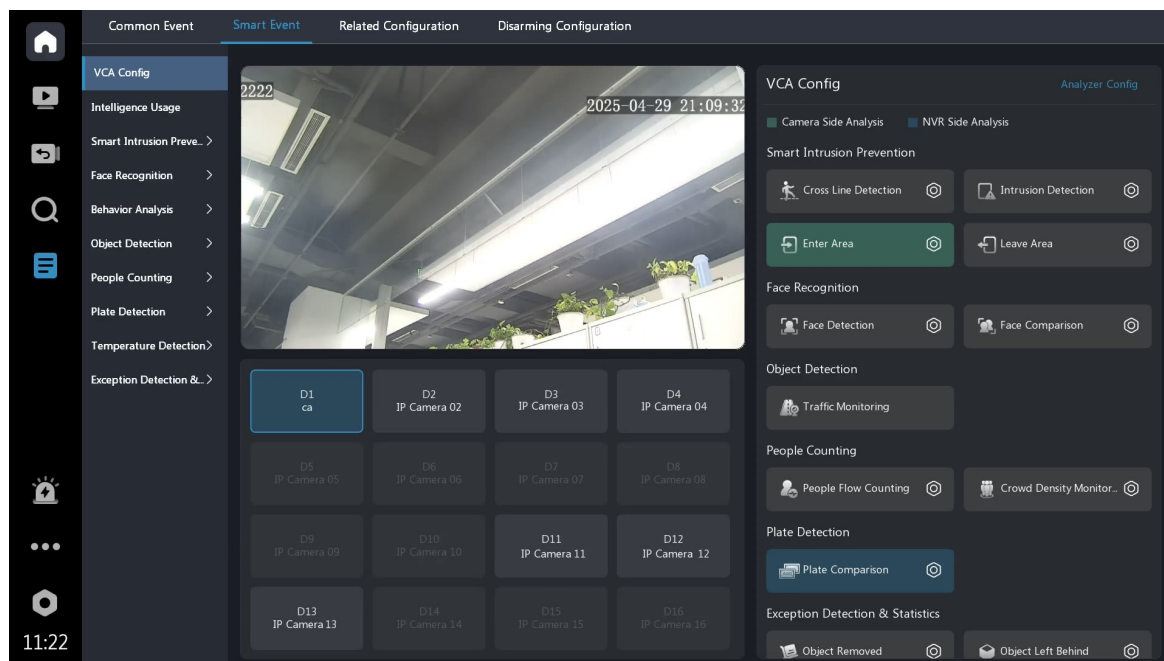 Common Event
Smart Event
Related Configuration
Disarming Configuration
VCA Config
Intelligence Usage
Smart Intrusion Preve...
Face Recognition
Behavior Analysis
Object Detection
People Counting
Plate Detection
Temperature Detection
Exception Detection &...
11:22
2222
2025-04-29 21:09:32
D1
ca
D2
IP Camera 02
D3
IP Camera 03
D4
IP Camera 04
D5
IP Camera 05
D6
IP Camera 06
D7
IP Camera 07
D8
IP Camera 08
D9
IP Camera 09
D10
IP Camera 10
D11
IP Camera 11
D12
IP Camera 12
D13
IP Camera 13
D14
IP Camera 14
D15
IP Camera 15
D16
IP Camera 16
VCA Config
Analyzer Config
Camera Side Analysis
NVR Side Analysis
Smart Intrusion Prevention
Cross Line Detection
Intrusion Detection
Enter Area
Leave Area
Face Recognition
Face Detection
Face Comparison
Object Detection
Traffic Monitoring
People Counting
People Flow Counting
Crowd Density Monitor...
Plate Detection
Plate Comparison
Exception Detection & Statistics
Object Removed
Object Left Behind